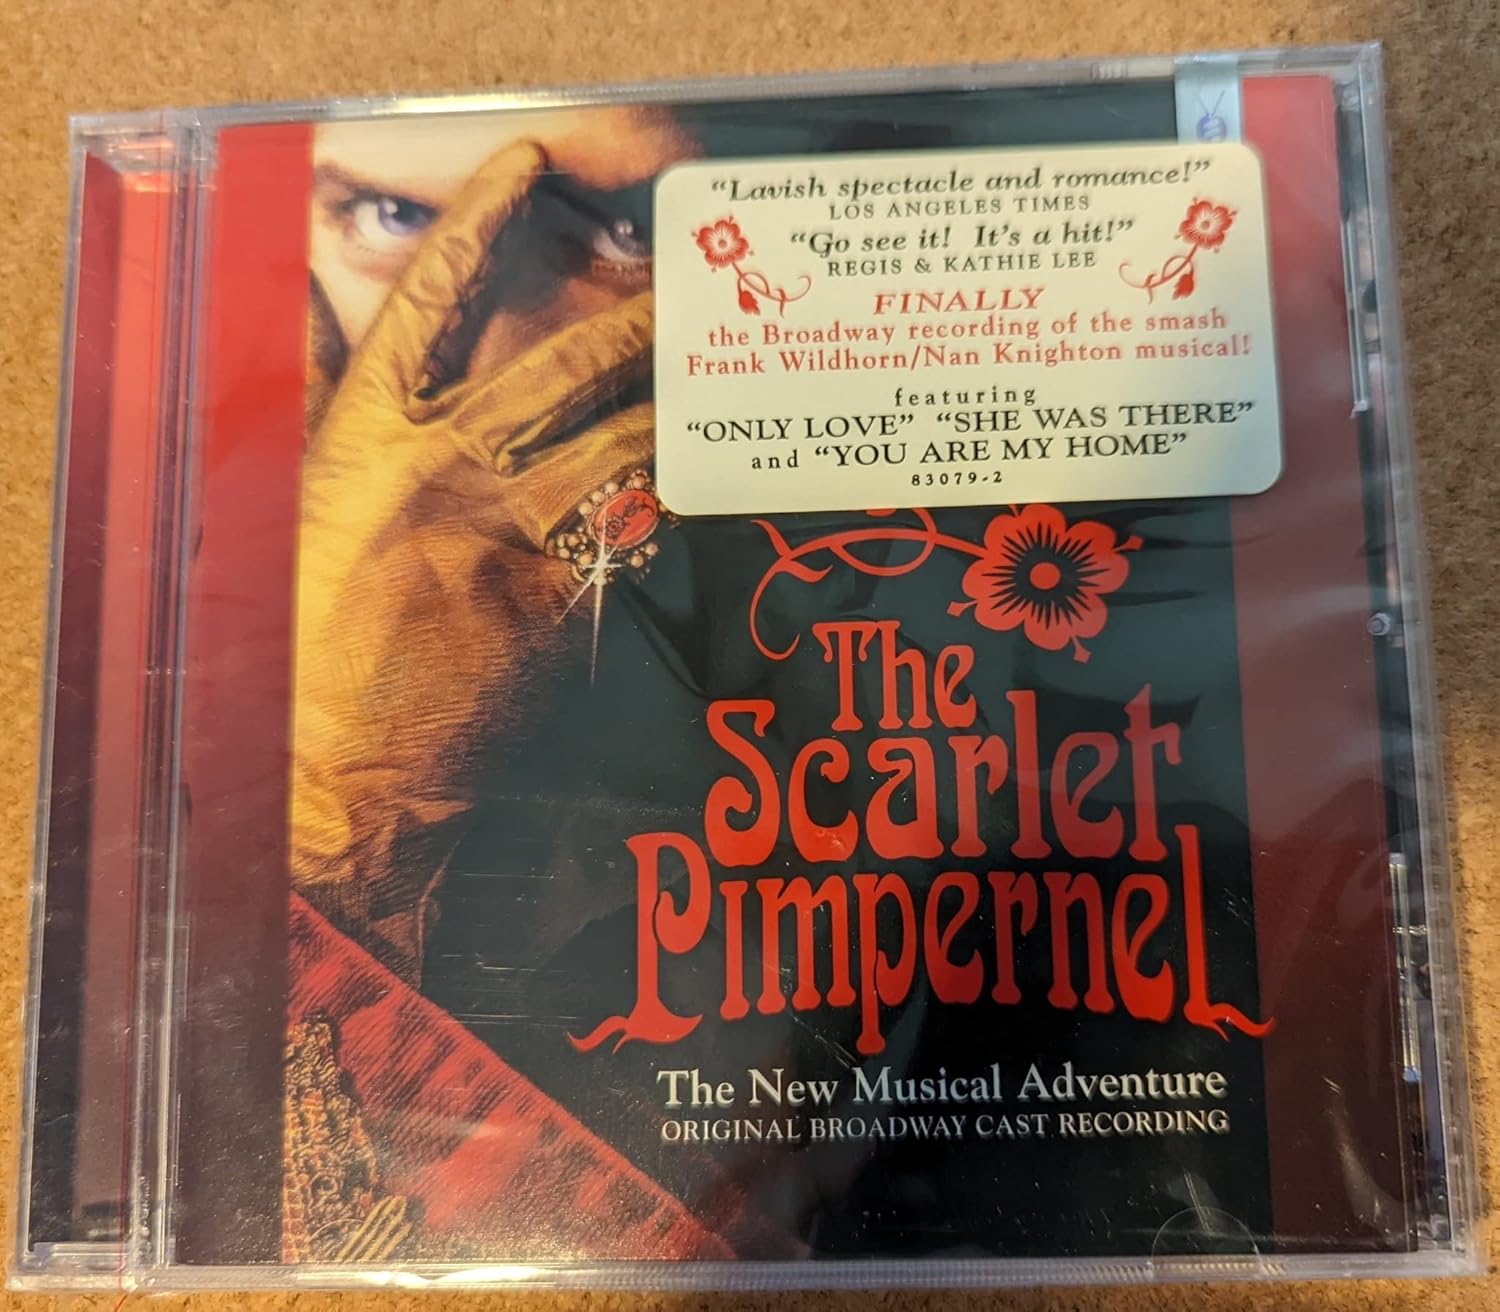 “Lavish spectacle and romance!”
LOS ANGELES TIMES
“Go see it! It's a hit!”
REGIS & KATHIE LEE
FINALLY
the Broadway recording of the smash
Frank Wildhorn/Nan Knighton musical!
featuring
“ONLY LOVE” “SHE WAS THERE”
and “YOU ARE MY HOME”
83079-2
The
Scarlet
Pimpernel
The New Musical Adventure
ORIGINAL BROADWAY CAST RECORDING